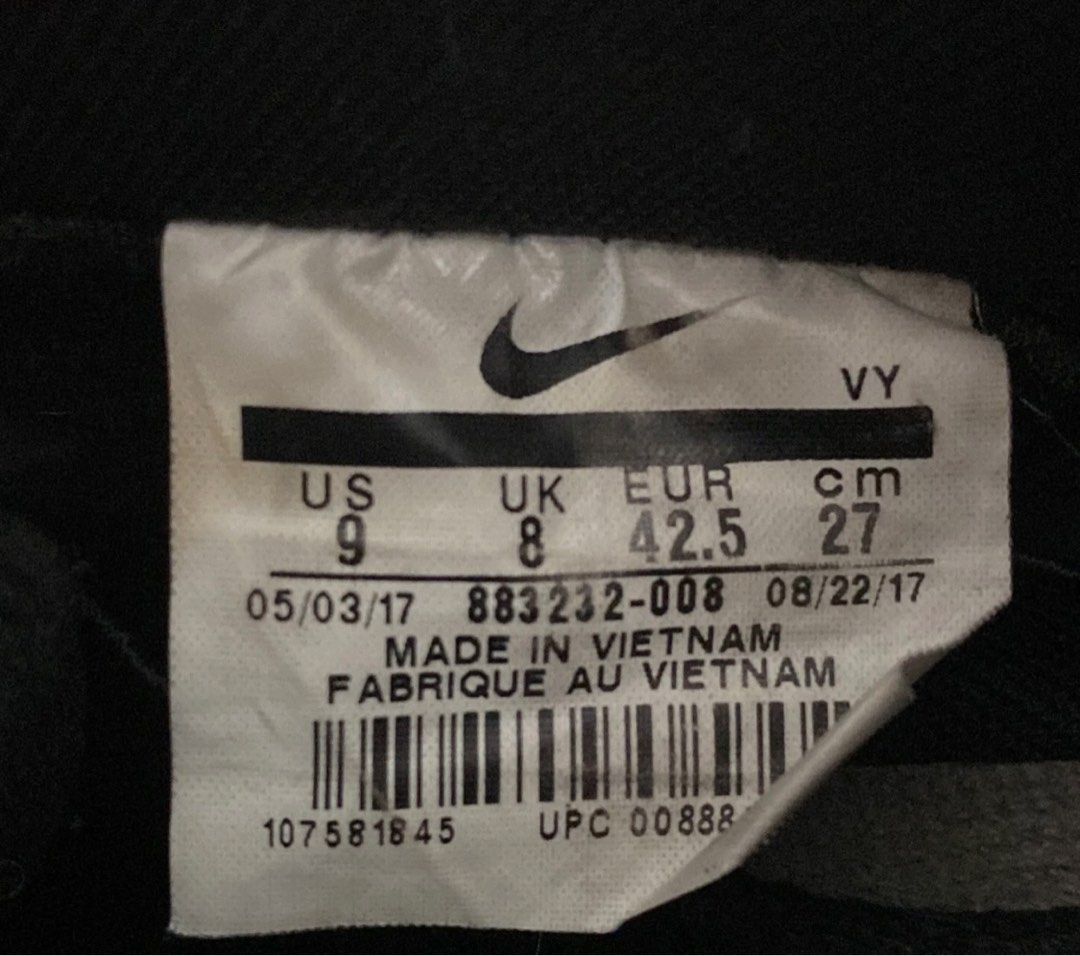 VY
US UK EUR cm
9 8 42.5 27
05/03/17 883232-008 08/22/17
MADE IN VIETNAM
FABRIQUE AU VIETNAM
107581845 UPC 00888